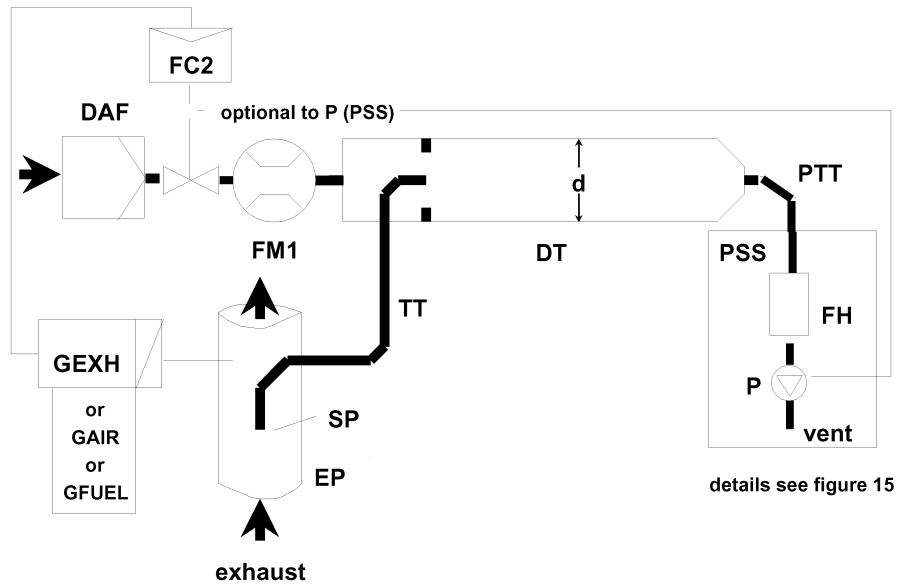 FC2
optional to P (PSS)
DAF
d
PTT
FM1
DT
PSS
TT
FH
GEXH
P
or
GAIR
or
GFUEL
SP
vent
EP
details see figure 15
exhaust